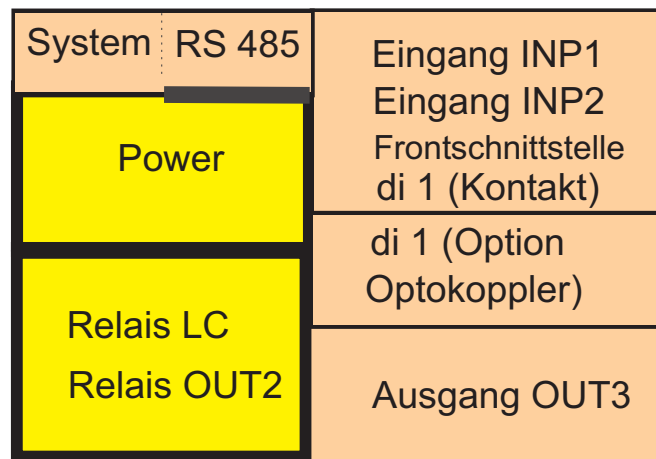 System RS 485
Power
Relais LC
Relais OUT2
Eingang INP1
Eingang INP2
Frontschnittstelle
di 1 (Kontakt)
di 1 (Option
Optokoppler)
Ausgang OUT3